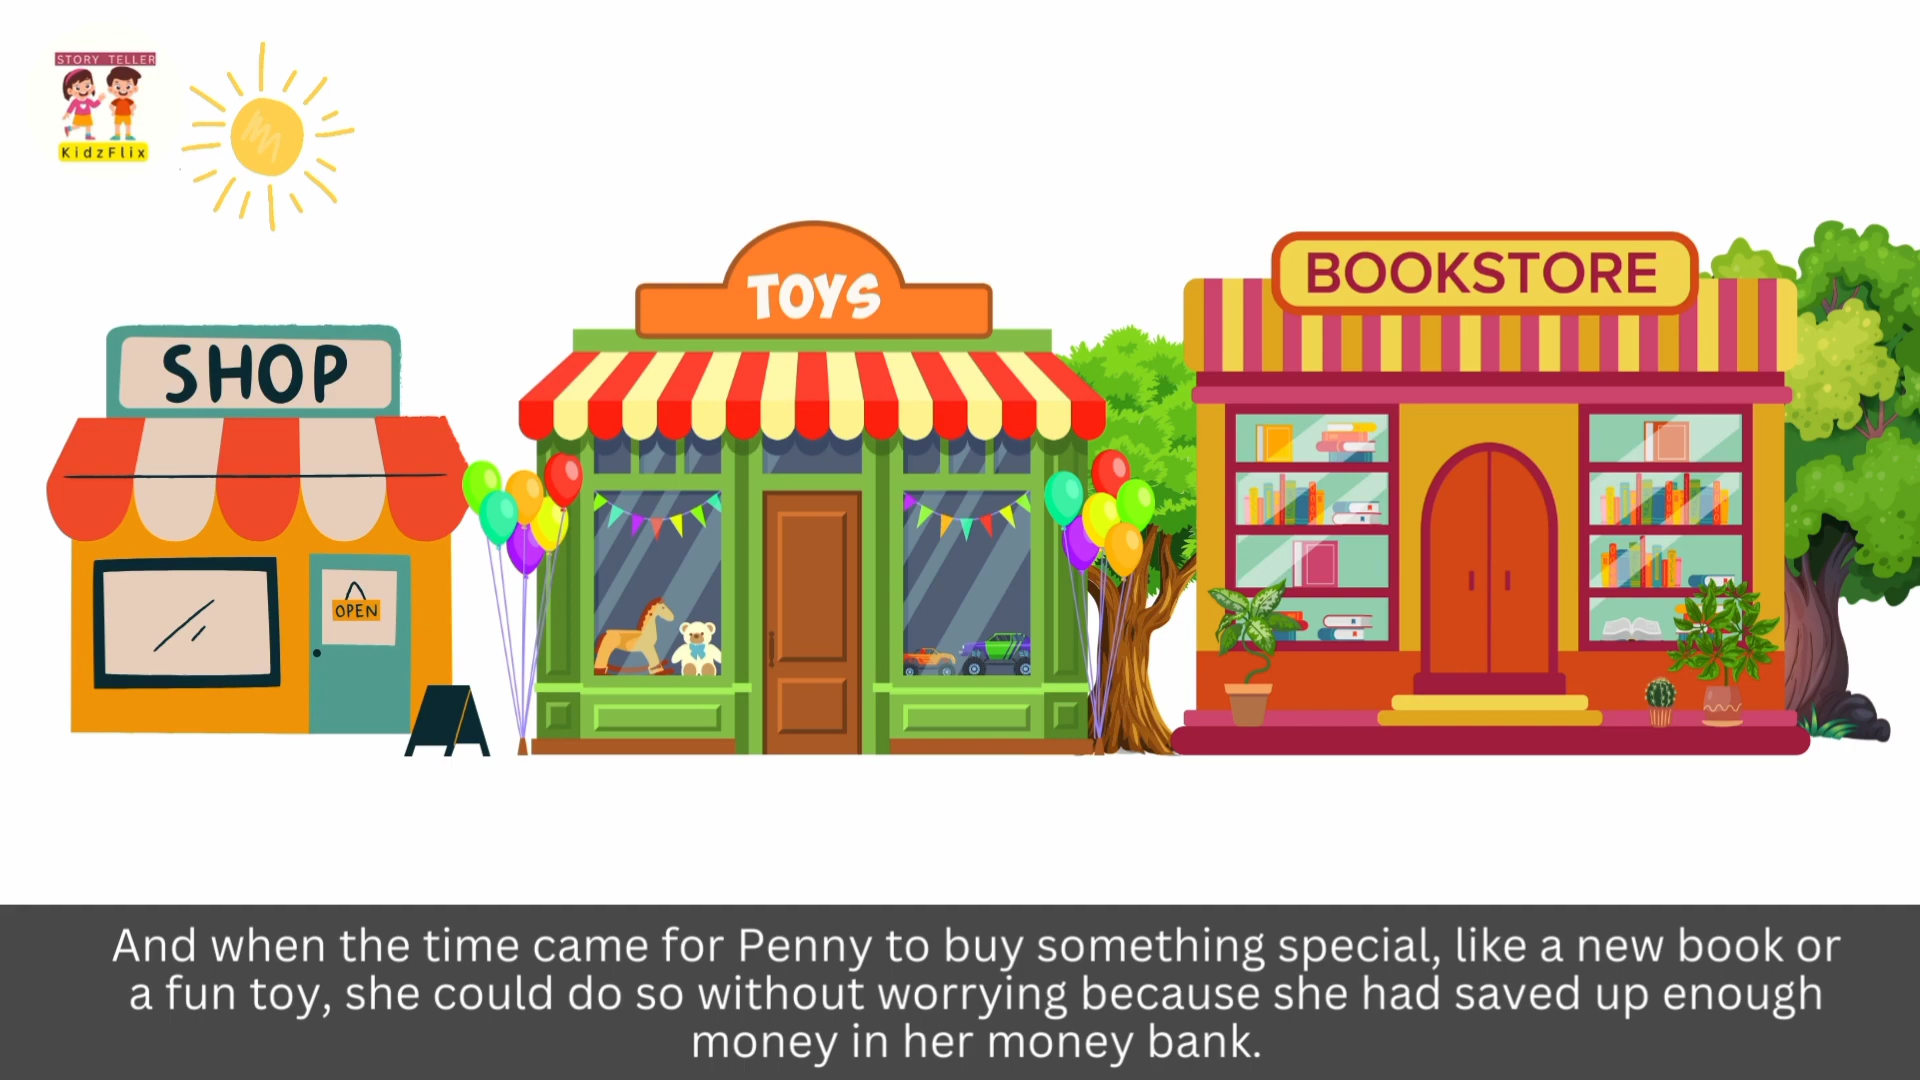 STORY TELLER
KidzFlix
SHOP
OPEN
TOYS
BOOKSTORE
And when the time came for Penny to buy something special, like a new book or
a fun toy, she could do so without worrying because she had saved up enough
money in her money bank.